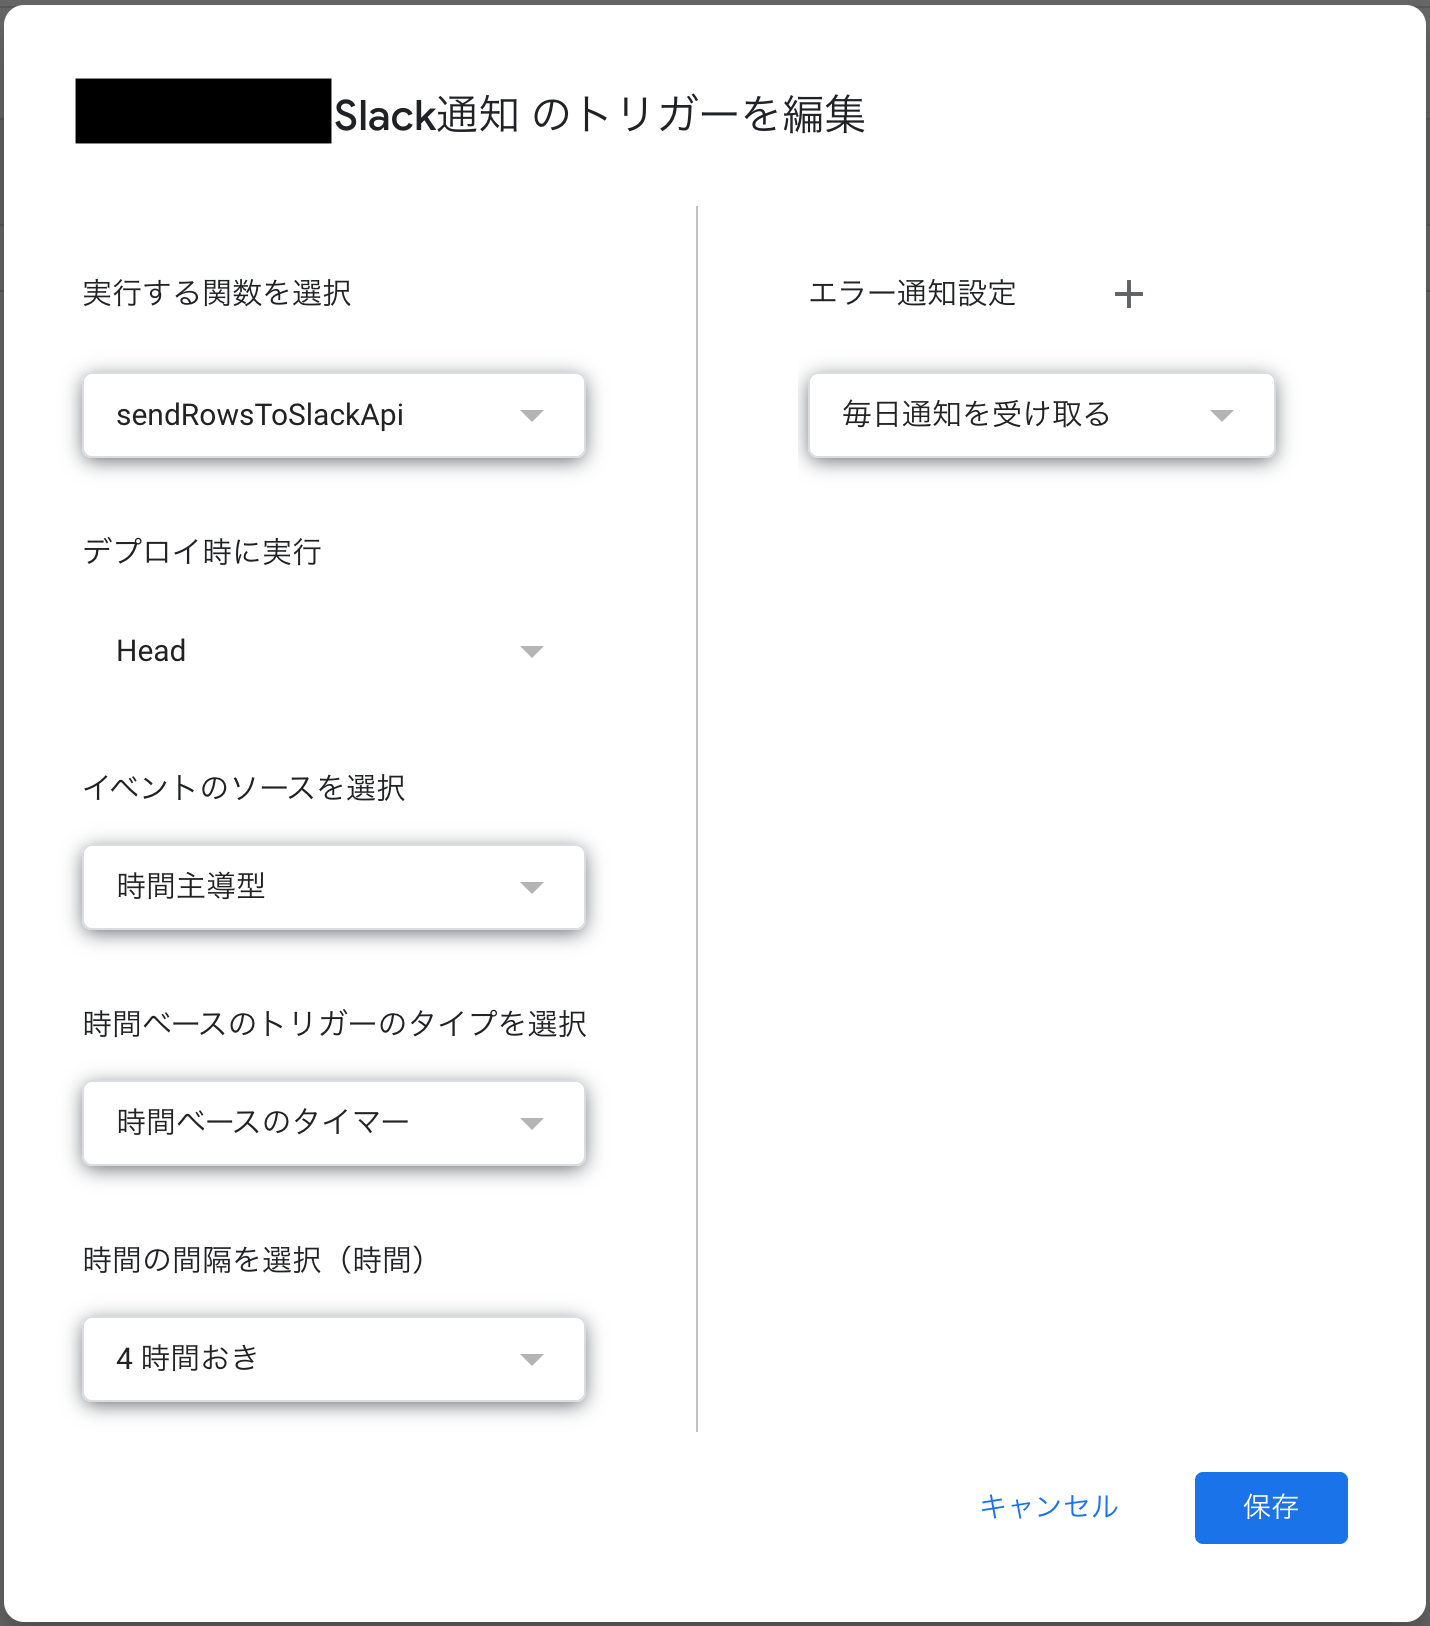 Slack通知 のトリガーを編集
実行する関数を選択
sendRowsToSlackApi
デプロイ時に実行
Head
イベントのソースを選択
時間主導型
時間ベースのトリガーのタイプを選択
時間ベースのタイマー
時間の間隔を選択（時間）
4 時間おき
エラー通知設定
毎日通知を受け取る
キャンセル
保存